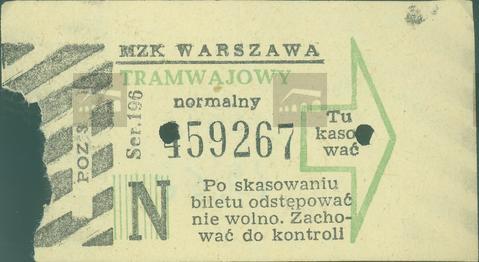 MZK WARSZAWA
TRAMWAJOWY
normalny
Ser. 196
459267
POZ-3
Tu
kaso
wać
N
Po skasowaniu
biletu odstępować
nie wolno. Zacho-
wać do kontroli